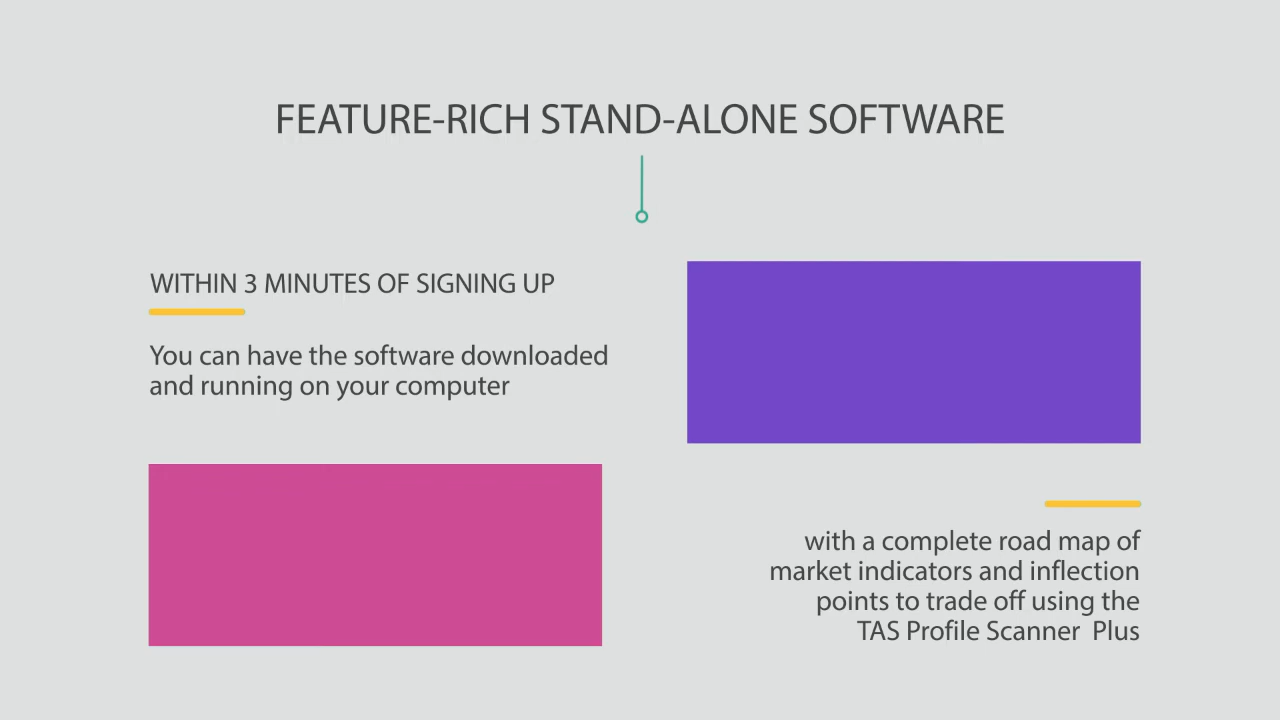 FEATURE-RICH STAND-ALONE SOFTWARE
WITHIN 3 MINUTES OF SIGNING UP
You can have the software downloaded
and running on your computer
with a complete road map of
market indicators and inflection
points to trade off using the
TAS Profile Scanner  Plus